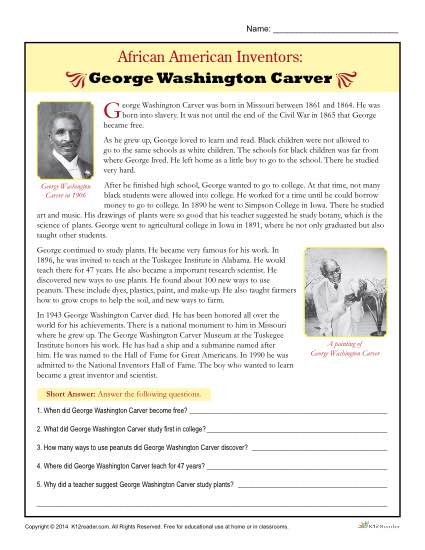 Name:
African American Inventors:
George Washington Carver
George Washington Carver was born in Missouri between 1861 and 1864. He was
born into slavery. It was not until the end of the Civil War in 1865 that George
became free.
As he grew up, George loved to learn and read. Black children were not allowed to
go to the same schools as white children. The schools for black children was far from
where George lived. He left home as a little boy to go to the school. There he studied
very hard.
George Washington
Carver in 1906
After he finished high school, George wanted to go to college. At that time, not many
black students were allowed in college. He worked for a time until he could borrow
money to go to college. In 1890 he went to Simpson College in Iowa. There he studied
art and music. His drawings of plants were so good that his teacher suggested he study botany, which is the
science of plants. George went to agricultural college in Iowa in 1891, where he not only graduated but also
taught other students.
George continued to study plants. He became very famous for his work. In
1896, he was invited to teach at the Tuskegee Institute in Alabama. He would
teach there for 47 years. He also became a important research scientist. He
discovered new ways to use plants. He found about 100 new ways to use
peanuts. These include dyes, plastics, paint, and make-up. He also taught farmers
how to grow crops to help the soil, and new ways to farm.
In 1943 George Washington Carver died. He has been honored all over the
world for his achievements. There is a national monument to him in Missouri
where he grew up. The George Washington Carver Museum at the Tuskegee
Institute honors his work. He has had a ship and a submarine named after
him. He was named to the Hall of Fame for Great Americans. In 1990 he was
admitted to the National Inventors Hall of Fame. The boy who wanted to learn
became a great inventor and scientist.
A painting of
George Washington Carver
Short Answer: Answer the following questions.
1. When did George Washington Carver become free?
2. What did George Washington Carver study first in college?
3. How many ways to use peanuts did George Washington Carver discover?
4. Where did George Washington Carver teach for 47 years?
5. Why did a teacher suggest George Washington Carver study plants?
Copyright © 2014 K12reader.com. All Rights Reserved. Free for educational use at home or in classrooms.
K12Reader